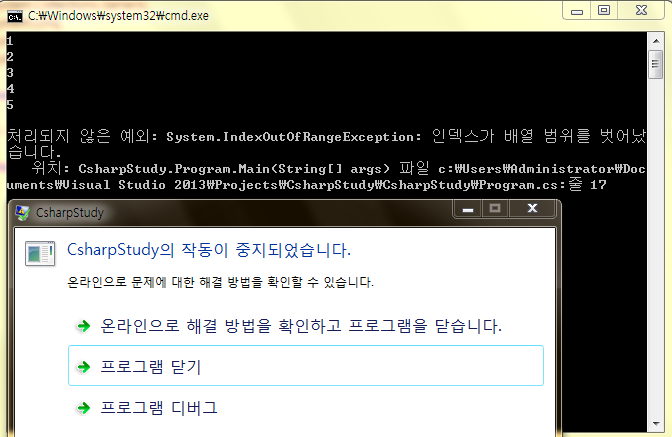 C:₩Windows₩system32₩cmd.exe
1
2
3
4
5
처리되지 않은 예외: System.IndexOutOfRangeException: 인덱스가 배열 범위를 벗어났
습니다.
위치: CsharpStudy.Program.Main(String[] args) 파일 c:₩Users₩Administrator₩Doc
uments₩Visual Studio 2013₩Projects₩CsharpStudy₩CsharpStudy₩Program.cs:줄 17
CsharpStudy
CsharpStudy의 작동이 중지되었습니다.
온라인으로 문제에 대한 해결 방법을 확인할 수 있습니다.
온라인으로 해결 방법을 확인하고 프로그램을 닫습니다.
프로그램 닫기
프로그램 디버그